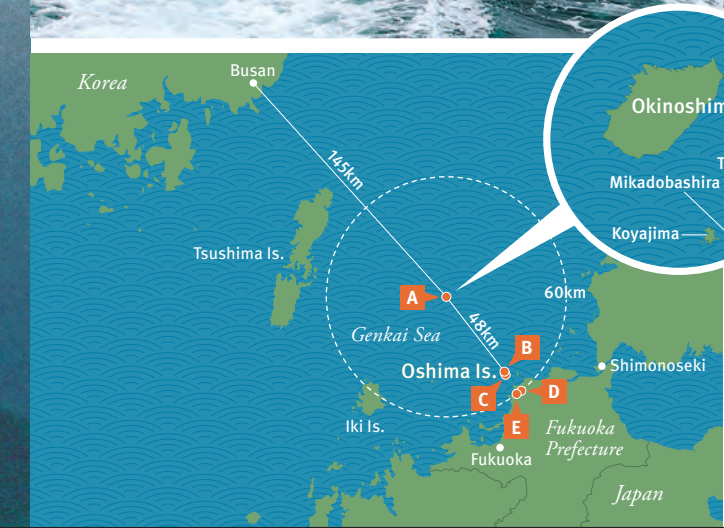 Korea
Busan
145km
Tsushima Is.
A
60km
Genkai Sea
48km
B
Oshima Is.
C
D
E
Shimonoseki
Iki Is.
Fukuoka
Prefecture
Fukuoka
Japan
Mikadobashira
Koyajima